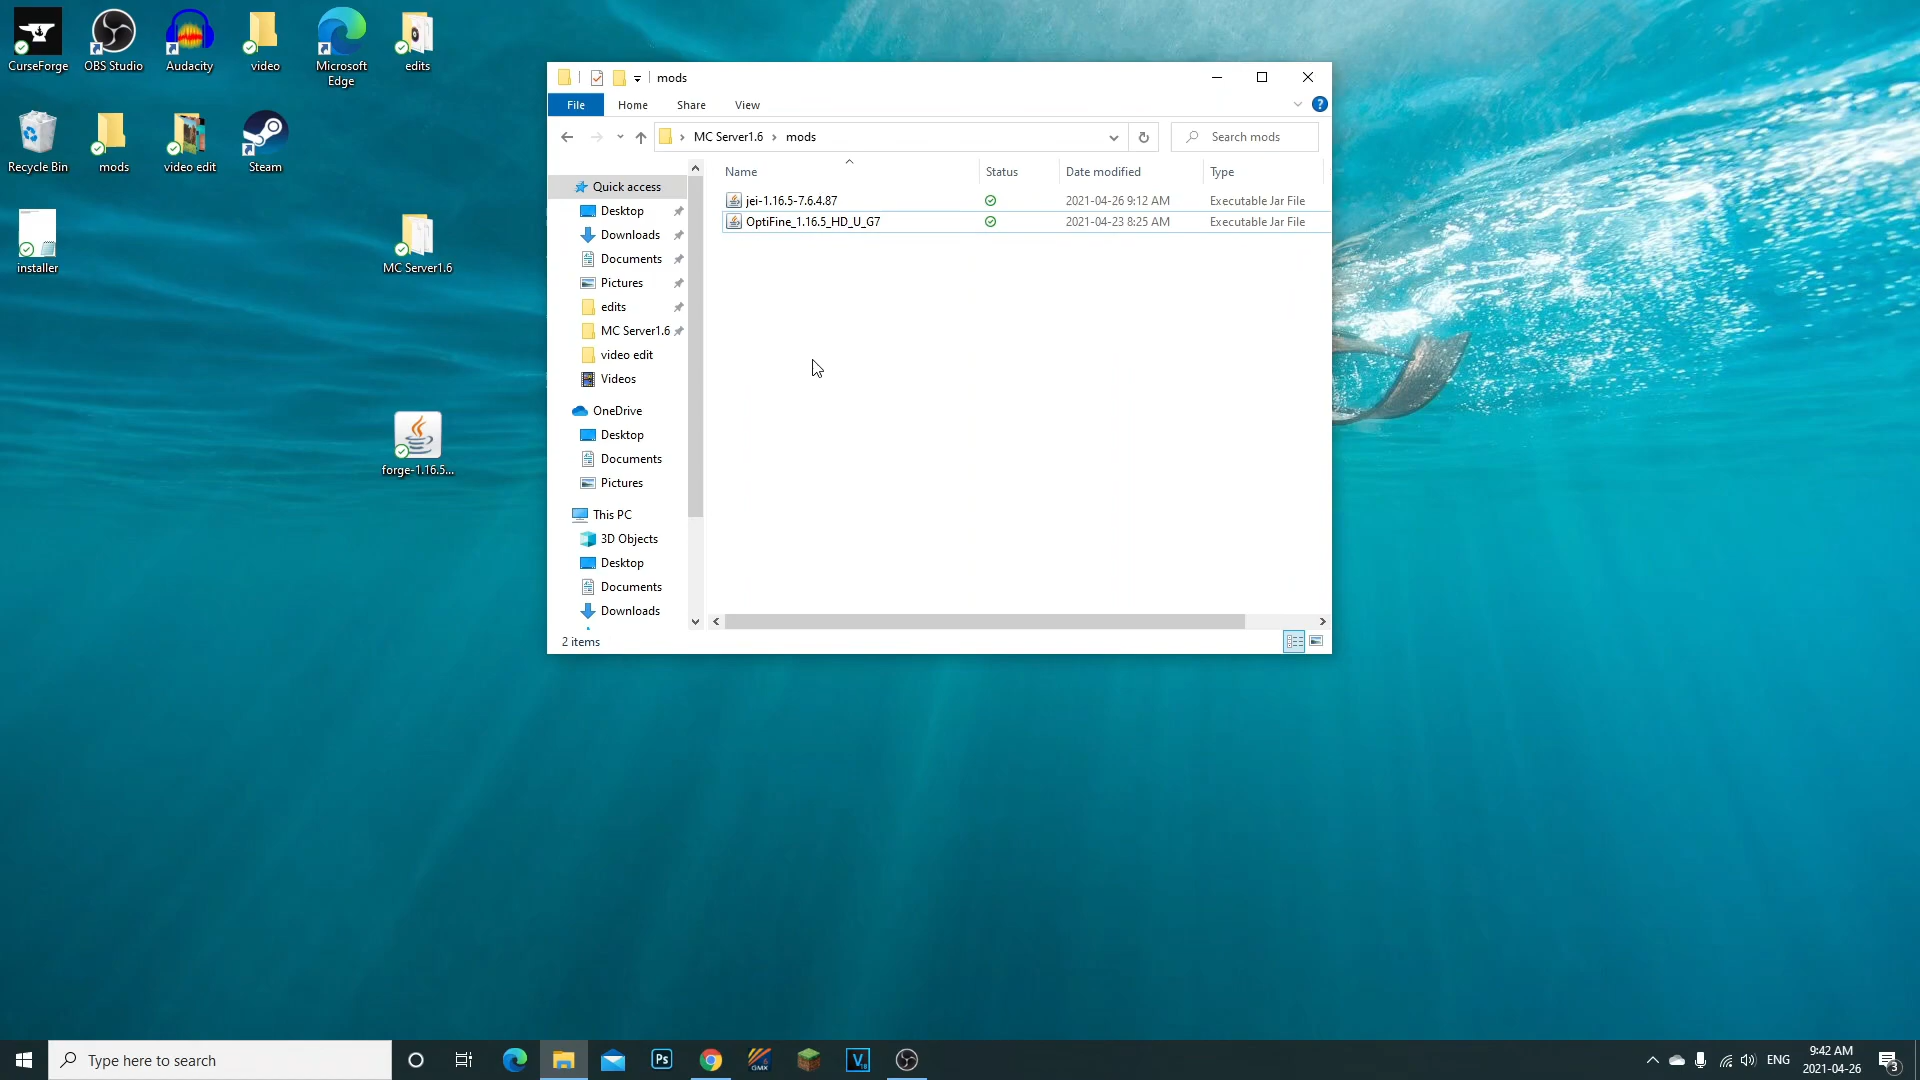 CurseForge
OBS Studio
Audacity
video
Microsoft
Edge
edits
Recycle Bin
mods
video edit
Steam
installer
MC Server1.6
forge-1.16.5...
mods
File
Home
Share
View
?
MC Server1.6
mods
Search mods
Name
Status
Date modified
Type
jei-1.16.5-7.6.4.87
2021-04-26 9:12 AM
Executable Jar File
OptiFine_1.16.5_HD_U_G7
2021-04-23 8:25 AM
Executable Jar File
Quick access
Desktop
Downloads
Documents
Pictures
edits
MC Server1.6
video edit
Videos
OneDrive
Desktop
Documents
Pictures
This PC
3D Objects
Desktop
Documents
Downloads
2 items
Type here to search
Ps
V
18
ENG
9:42 AM
2021-04-26
3